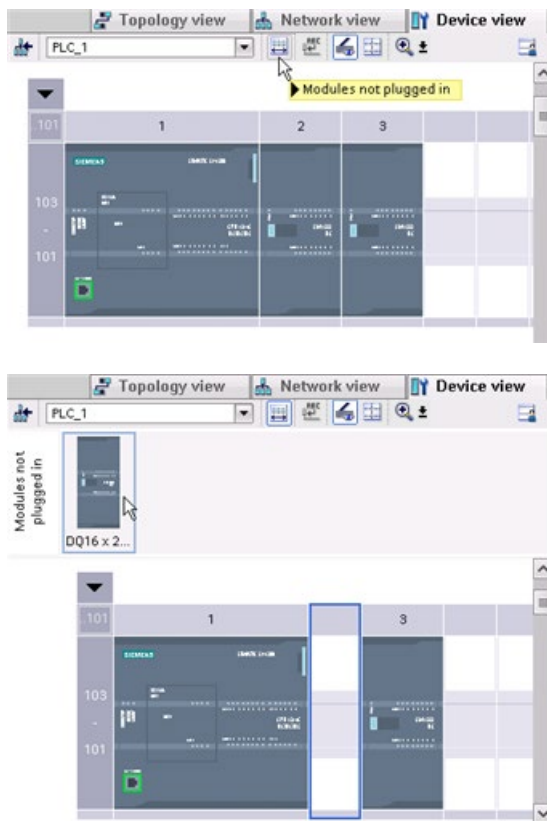 Topology view Network view Device view
PLC_1
Modules not plugged in
101 1 2 3
SIEMENS
103
-
101
Topology view Network view Device view
PLC_1
Modules not
plugged in
DQ16 x 2...
101 1 3
SIEMENS
103
-
101